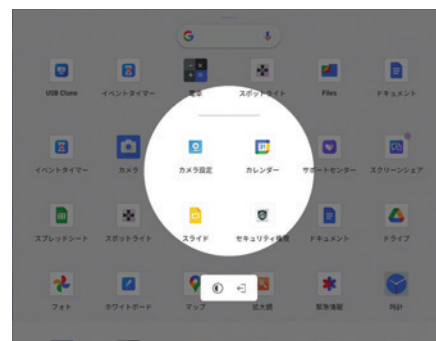 USB Clone イベントタイマー 電卓 スポットライト Files ドキュメント
イベントタイマー カメラ カメラ設定 カレンダー サポートセンター スクリーンシェア
スプレッドシート スポットライト スライド セキュリティ検査 ドキュメント ドライブ
フォト ホワイトボード マップ 拡大鏡 緊急情報 時計